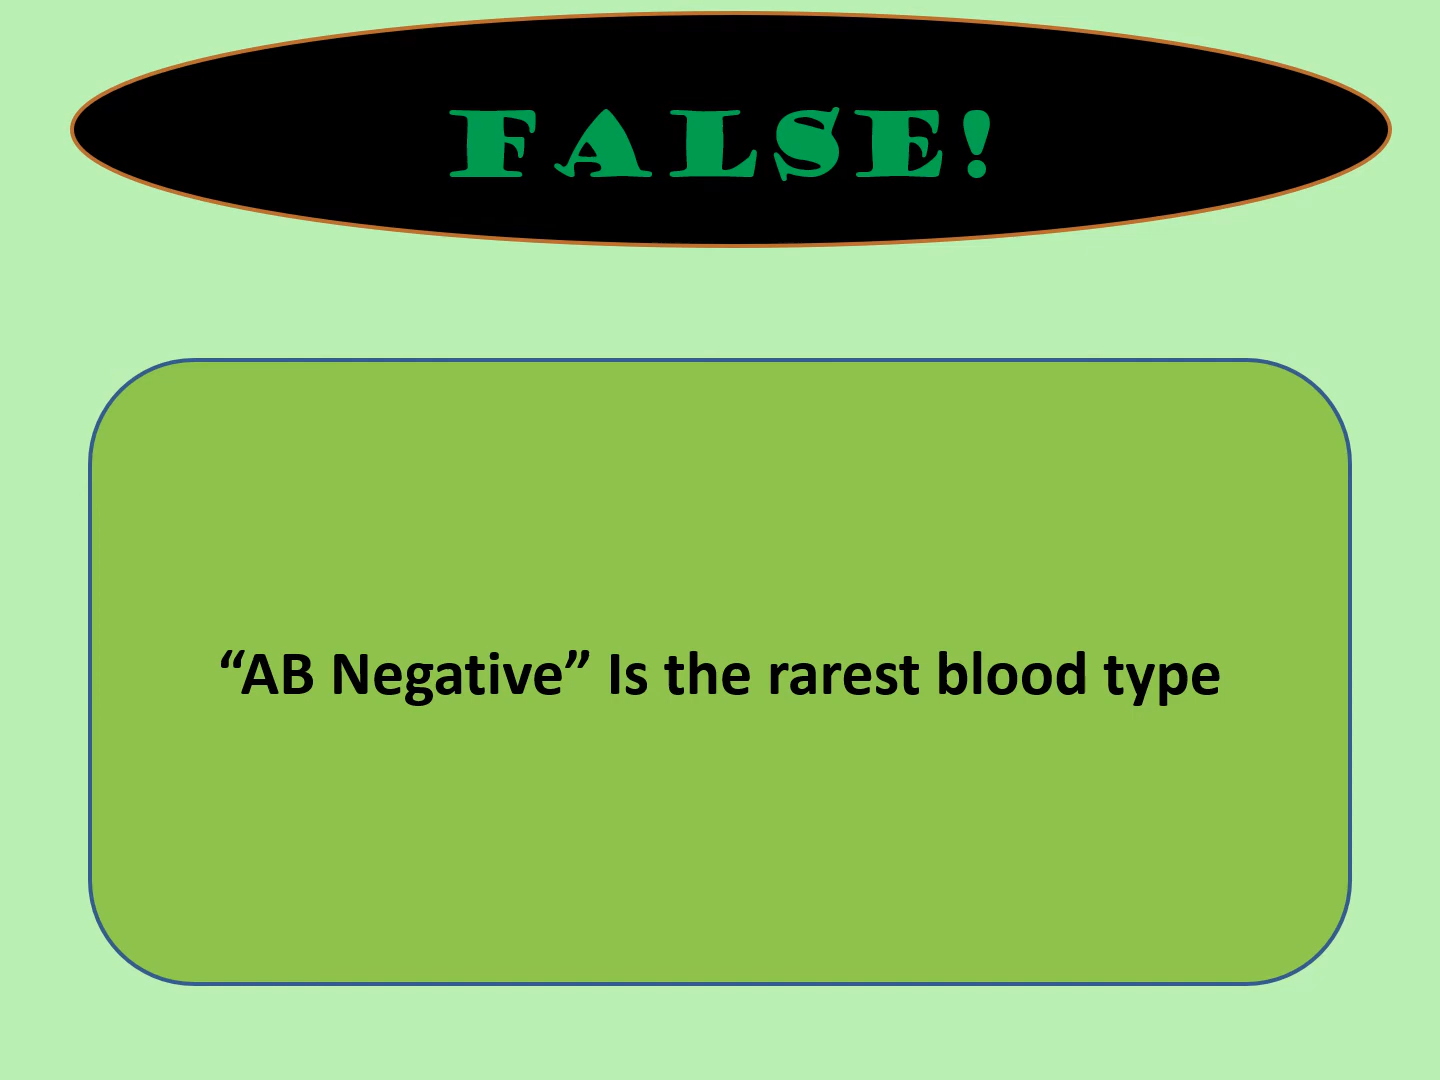 FALSE!
“AB Negative” Is the rarest blood type